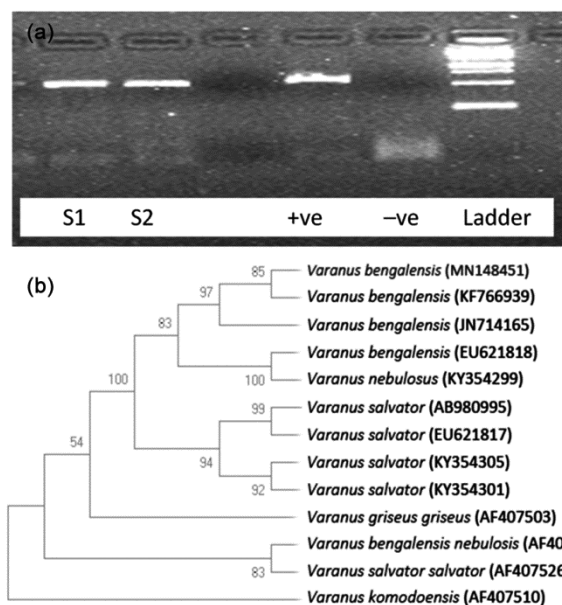 (a)
S1 S2 +ve −ve Ladder
(b)
85 Varanus bengalensis (MN148451)
97 Varanus bengalensis (KF766939)
Varanus bengalensis (JN714165)
83 Varanus bengalensis (EU621818)
100 Varanus nebulosus (KY354299)
100 Varanus salvator (AB980995)
99 Varanus salvator (EU621817)
94 Varanus salvator (KY354305)
92 Varanus salvator (KY354301)
54 Varanus griseus griseus (AF407503)
Varanus bengalensis nebulosis (AF40
83 Varanus salvator salvator (AF407526
Varanus komodoensis (AF407510)